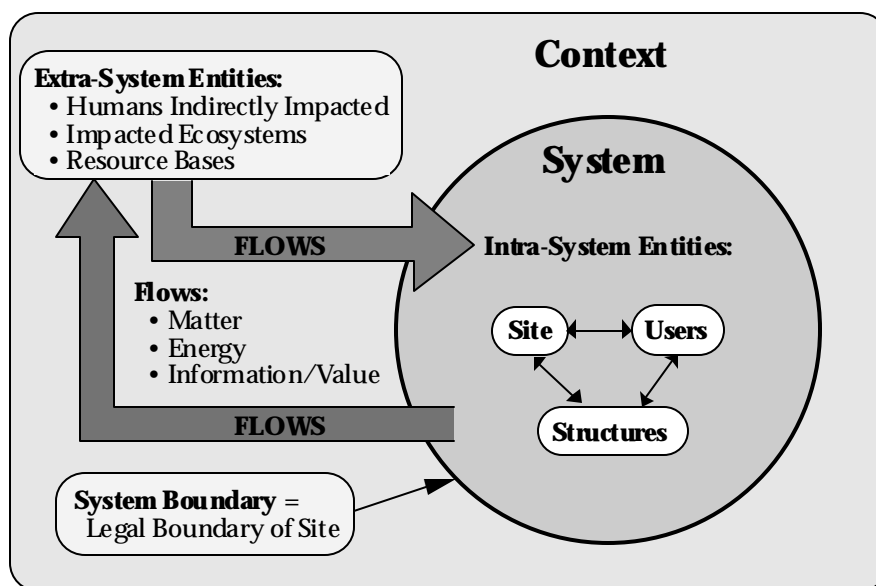 Context
Extra-System Entities:
• Humans Indirectly Impacted
• Impacted Ecosystems
• Resource Bases
System
FLOWS
Intra-System Entities:
Flows:
• Matter
• Energy
• Information/Value
Site
Users
Structures
FLOWS
System Boundary =
Legal Boundary of Site